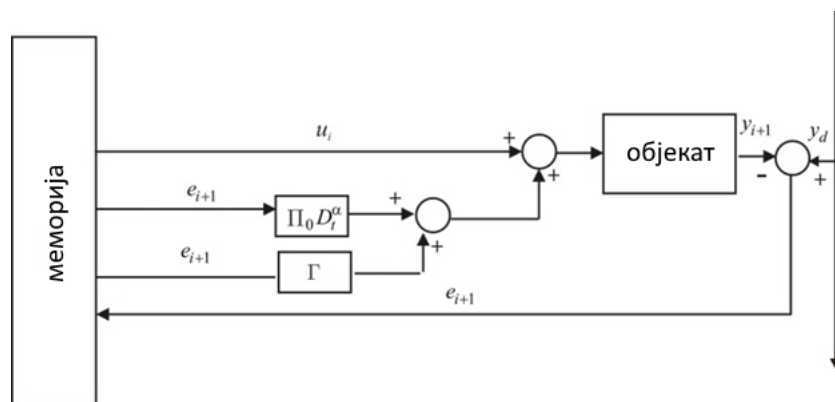 меморија
u_i
+
+
објекат
y_{i+1}
-
y_d
+
e_{i+1}
Π_0 D_t^α
+
+
e_{i+1}
Γ
e_{i+1}